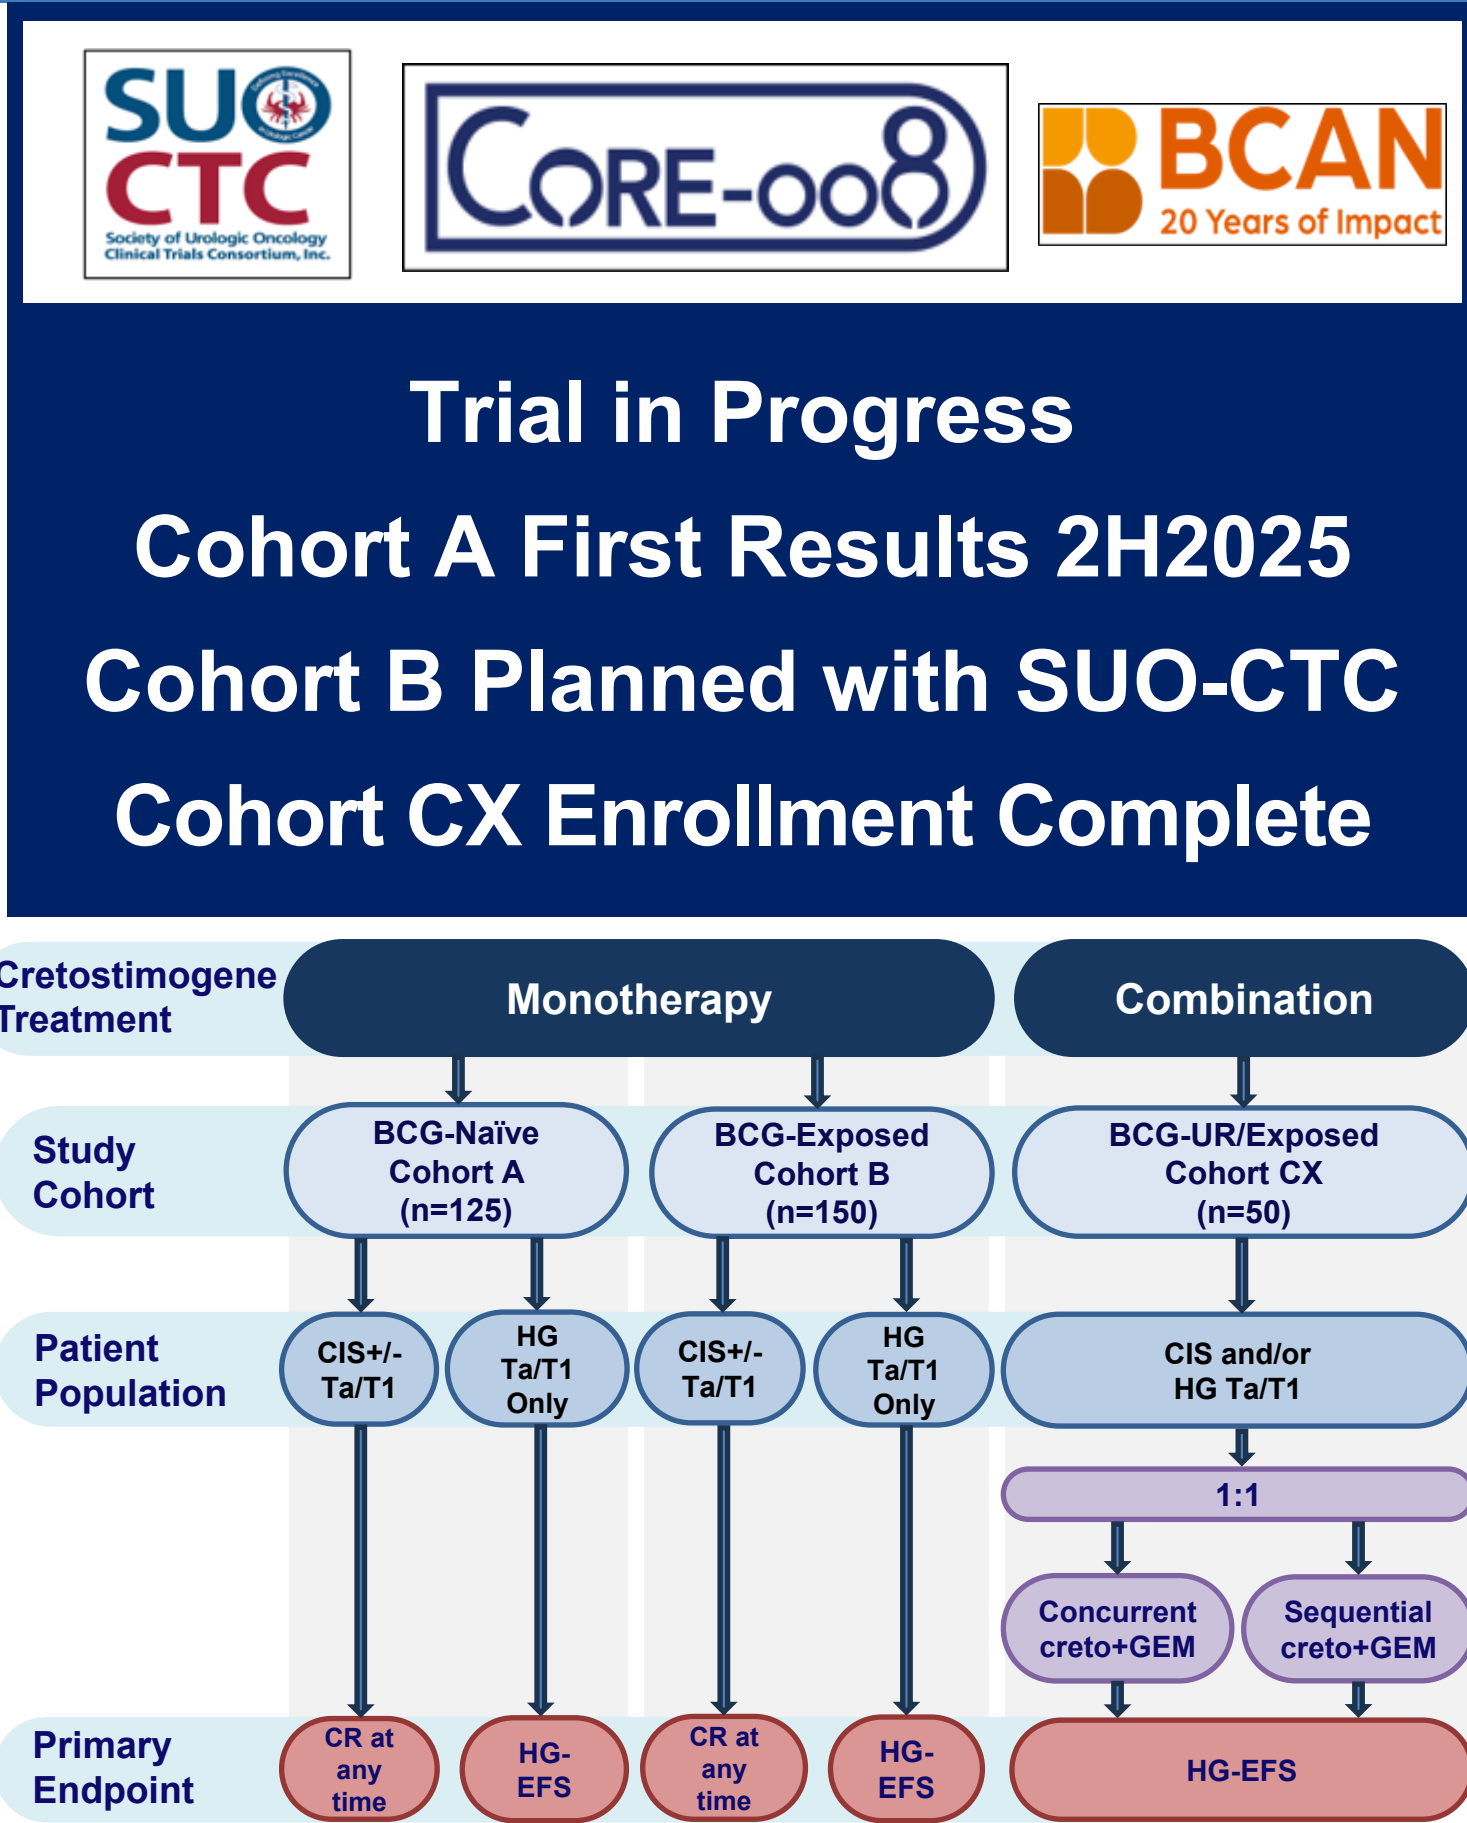 SUO
CTC
Society of Urologic Oncology
Clinical Trials Consortium, Inc.
CORE-008
BCAN
20 Years of Impact
Trial in Progress
Cohort A First Results 2H2025
Cohort B Planned with SUO-CTC
Cohort CX Enrollment Complete
Cretostimogene
Treatment
Monotherapy
Combination
Study
Cohort
BCG-Naïve
Cohort A
(n=125)
BCG-Exposed
Cohort B
(n=150)
BCG-UR/Exposed
Cohort CX
(n=50)
Patient
Population
CIS+/-
Ta/T1
HG
Ta/T1
Only
CIS+/-
Ta/T1
HG
Ta/T1
Only
CIS and/or
HG Ta/T1
1:1
Concurrent
creto+GEM
Sequential
creto+GEM
Primary
Endpoint
CR at
any
time
HG-
EFS
CR at
any
time
HG-
EFS
HG-EFS